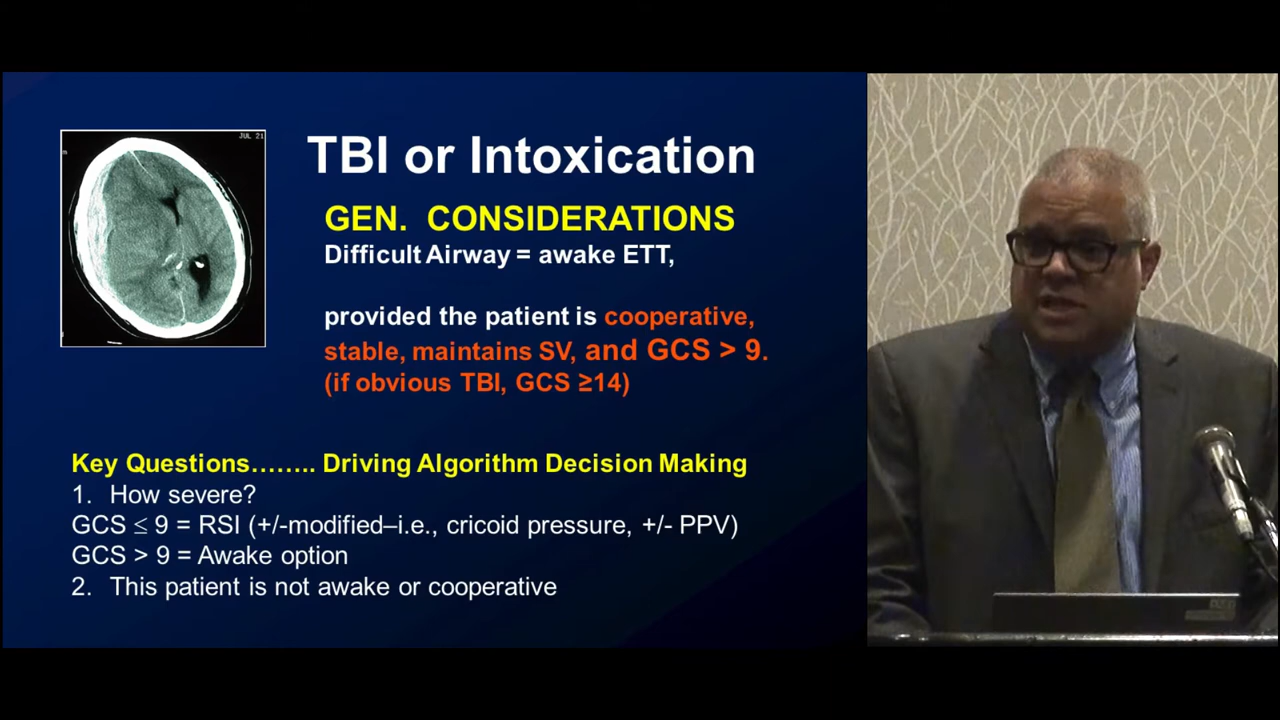 JUL 21
TBI or Intoxication
GEN. CONSIDERATIONS
Difficult Airway = awake ETT,
provided the patient is cooperative,
stable, maintains SV, and GCS > 9.
(if obvious TBI, GCS ≥14)
Key Questions…….. Driving Algorithm Decision Making
1. How severe?
GCS ≤ 9 = RSI (+/-modified–i.e., cricoid pressure, +/- PPV)
GCS > 9 = Awake option
2. This patient is not awake or cooperative